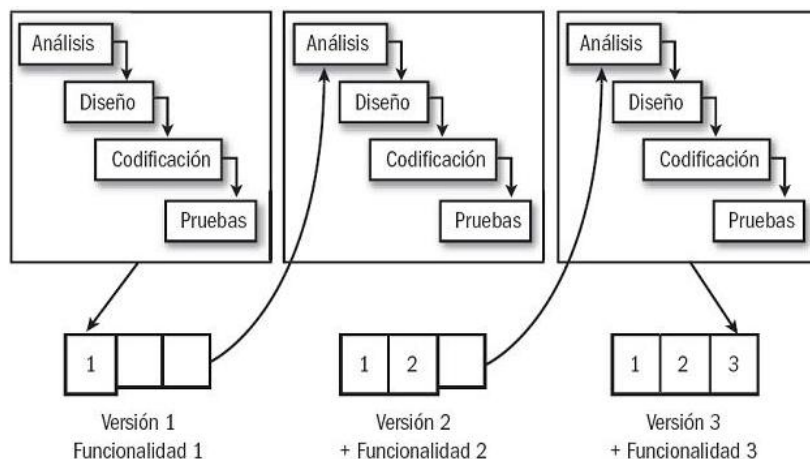 Análisis
Diseño
Codificación
Pruebas
Análisis
Diseño
Codificación
Pruebas
Análisis
Diseño
Codificación
Pruebas
1
Versión 1
Funcionalidad 1
1 2
Versión 2
+ Funcionalidad 2
1 2 3
Versión 3
+ Funcionalidad 3